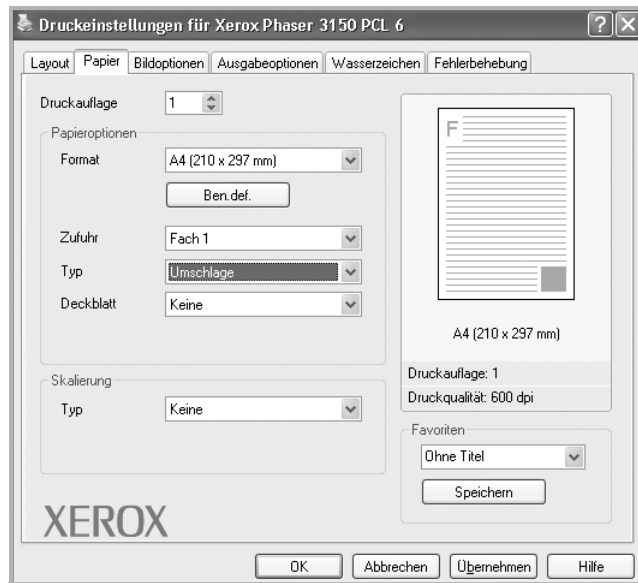 Druckeinstellungen für Xerox Phaser 3150 PCL 6
Layout Papier Bildoptionen Ausgabeoptionen Wasserzeichen Fehlerbehebung
Druckauflage 1
Papieroptionen
Format A4 (210 x 297 mm)
Ben.def.
Zufuhr Fach 1
Typ Umschlage
Deckblatt Keine
Skalierung
Typ Keine
XEROX
F
A4 (210 x 297 mm)
Druckauflage: 1
Druckqualität: 600 dpi
Favoriten
Ohne Titel
Speichern
OK Abbrechen Übernehmen Hilfe